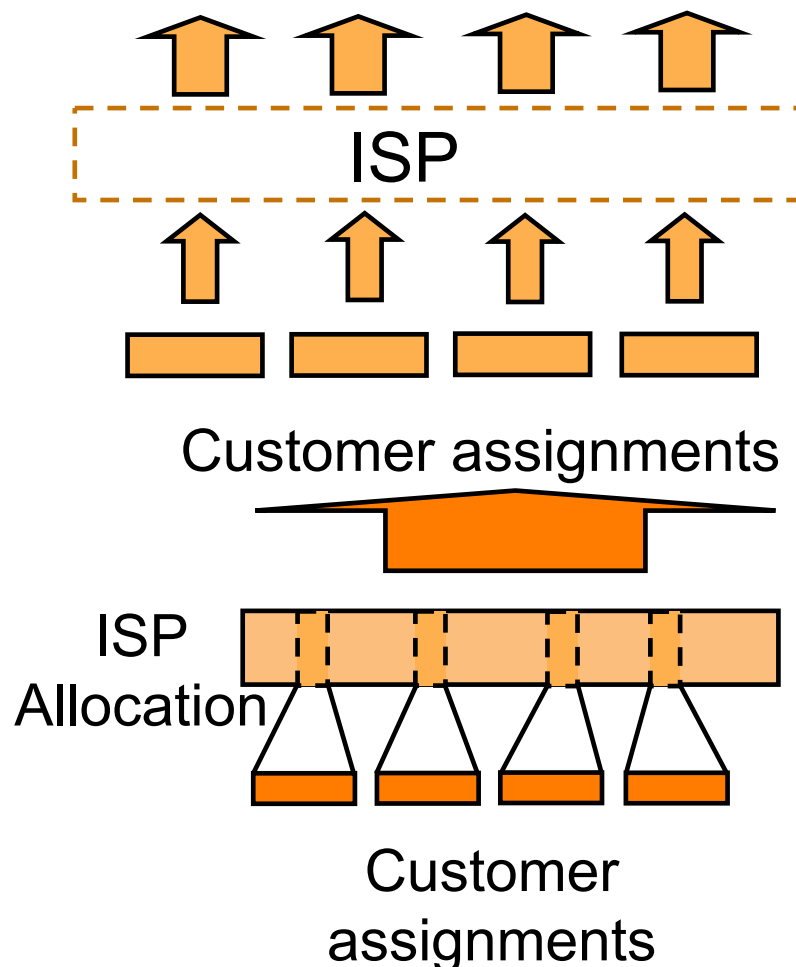 ISP
Customer assignments
ISP
Allocation
Customer
assignments